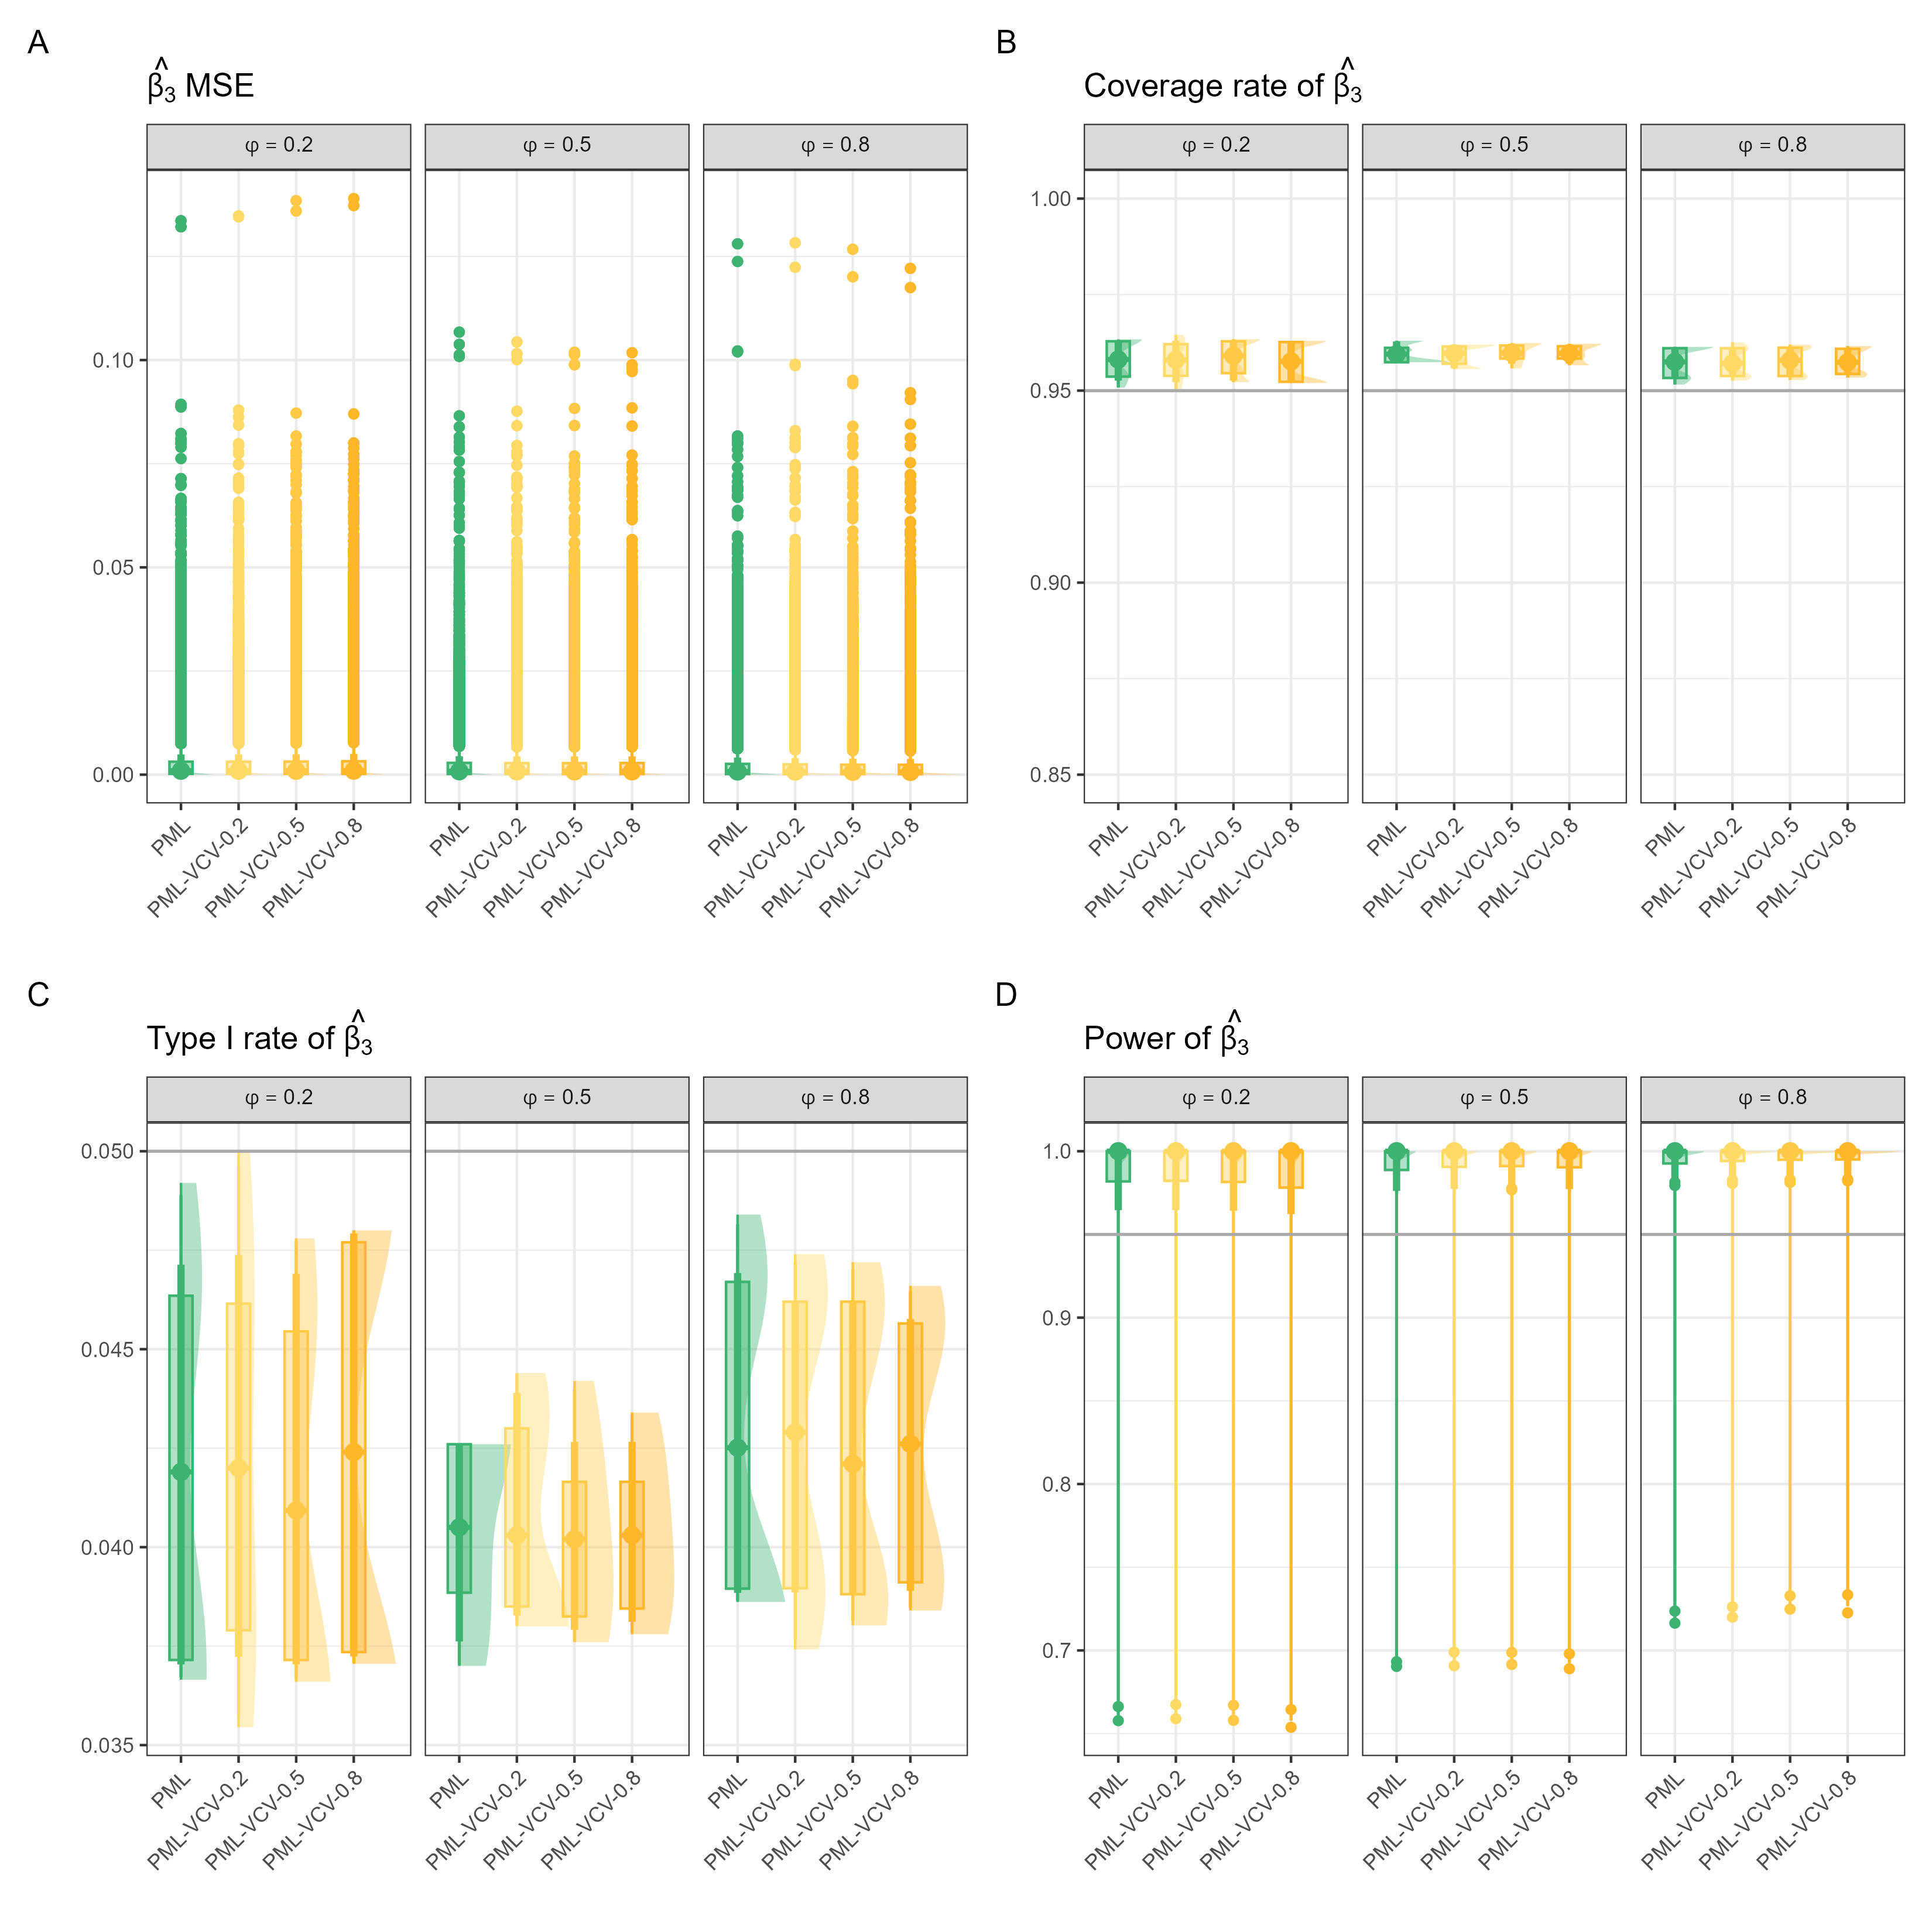 A
β̂₃ MSE
φ = 0.2 φ = 0.5 φ = 0.8
0.10
0.05
0.00
PML PML-VCV-0.2 PML-VCV-0.5 PML-VCV-0.8 PML PML-VCV-0.2 PML-VCV-0.5 PML-VCV-0.8 PML PML-VCV-0.2 PML-VCV-0.5 PML-VCV-0.8
B
Coverage rate of β̂₃
φ = 0.2 φ = 0.5 φ = 0.8
1.00
0.95
0.90
0.85
PML PML-VCV-0.2 PML-VCV-0.5 PML-VCV-0.8 PML PML-VCV-0.2 PML-VCV-0.5 PML-VCV-0.8 PML PML-VCV-0.2 PML-VCV-0.5 PML-VCV-0.8
C
Type I rate of β̂₃
φ = 0.2 φ = 0.5 φ = 0.8
0.050
0.045
0.040
0.035
PML PML-VCV-0.2 PML-VCV-0.5 PML-VCV-0.8 PML PML-VCV-0.2 PML-VCV-0.5 PML-VCV-0.8 PML PML-VCV-0.2 PML-VCV-0.5 PML-VCV-0.8
D
Power of β̂₃
φ = 0.2 φ = 0.5 φ = 0.8
1.0
0.9
0.8
0.7
PML PML-VCV-0.2 PML-VCV-0.5 PML-VCV-0.8 PML PML-VCV-0.2 PML-VCV-0.5 PML-VCV-0.8 PML PML-VCV-0.2 PML-VCV-0.5 PML-VCV-0.8